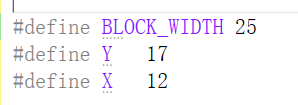 #define BLOCK_WIDTH 25
#define Y   17
#define X   12